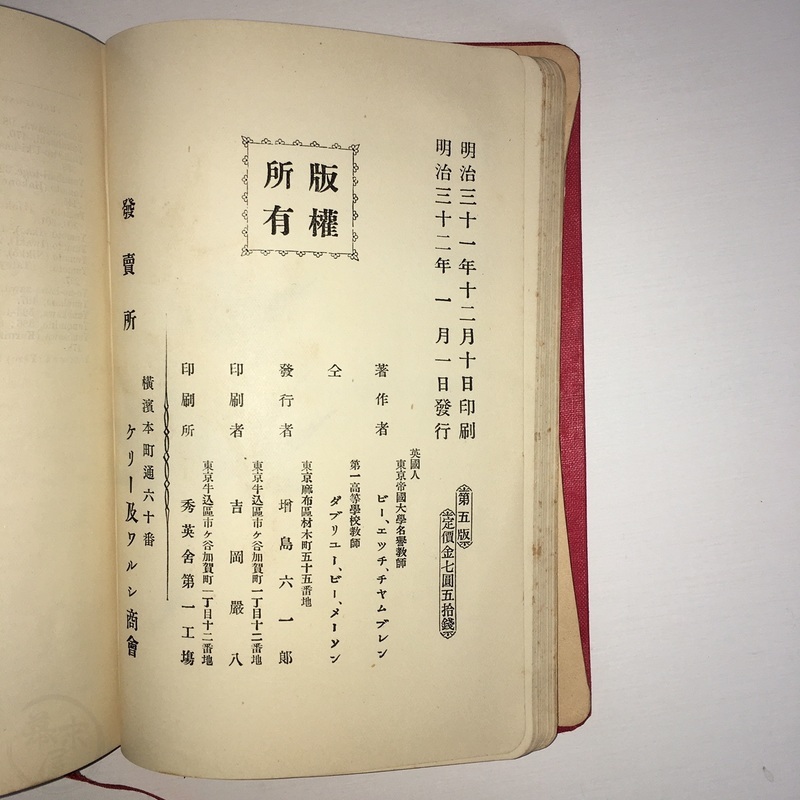 明治三十一年十二月十日印刷
明治三十二年一月一日發行
第五版
定價金七圓五拾錢
版權
所有
英國人
東京帝國大學名譽教師
著作者 ビー、エッチ、チャムブレン
第一高等學校教師
仝 ダブリユー、ビー、メーソン
東京麻布區材木町五十五番地
發行者 增島六一郎
東京牛込區市ケ谷加賀町一丁目十二番地
印刷者 吉岡嚴八
東京牛込區市ケ谷加賀町一丁目十二番地
印刷所 秀英舍第一工場
橫濱本町通六十番
發賣所 ケリー及ワルシ商會